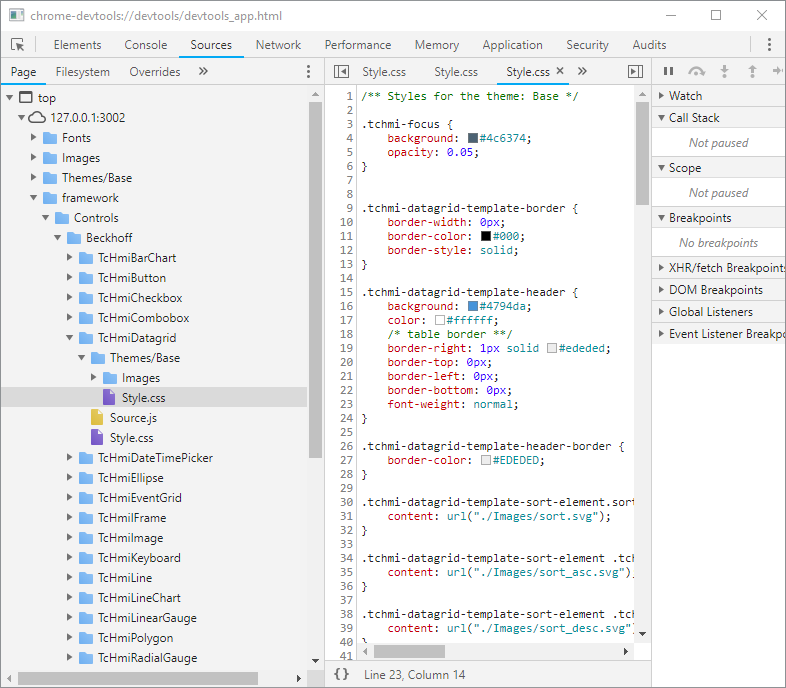 chrome-devtools://devtools/devtools_app.html
Elements Console Sources Network Performance Memory Application Security Audits
Page Filesystem Overrides »
top
127.0.0.1:3002
Fonts
Images
Themes/Base
framework
Controls
Beckhoff
TcHmiBarChart
TcHmiButton
TcHmiCheckbox
TcHmiCombobox
TcHmiDatagrid
Themes/Base
Images
Style.css
Source.js
Style.css
TcHmiDateTimePicker
TcHmiEllipse
TcHmiEventGrid
TcHmiIFrame
TcHmiImage
TcHmiKeyboard
TcHmiLine
TcHmiLineChart
TcHmiLinearGauge
TcHmiPolygon
TcHmiRadialGauge
Style.css Style.css Style.css × »
1 /** Styles for the theme: Base */
2
3 .tchmi-focus {
4 background: #4c6374;
5 opacity: 0.05;
6 }
7
8
9 .tchmi-datagrid-template-border {
10 border-width: 0px;
11 border-color: #000;
12 border-style: solid;
13 }
14
15 .tchmi-datagrid-template-header {
16 background: #4794da;
17 color: #ffffff;
18 /* table border **/
19 border-right: 1px solid #ededed;
20 border-top: 0px;
21 border-left: 0px;
22 border-bottom: 0px;
23 font-weight: normal;
24 }
25
26 .tchmi-datagrid-template-header-border {
27 border-color: #EDEDED;
28 }
29
30 .tchmi-datagrid-template-sort-element.sort
31 content: url("./Images/sort.svg");
32 }
33
34 .tchmi-datagrid-template-sort-element .tch
35 content: url("./Images/sort_asc.svg")
36 }
37
38 .tchmi-datagrid-template-sort-element .tch
39 content: url("./Images/sort_desc.svg"
40 }
41
{} Line 23, Column 14
Watch
Call Stack
Not paused
Scope
Not paused
Breakpoints
No breakpoints
XHR/fetch Breakpoints
DOM Breakpoints
Global Listeners
Event Listener Breakpo